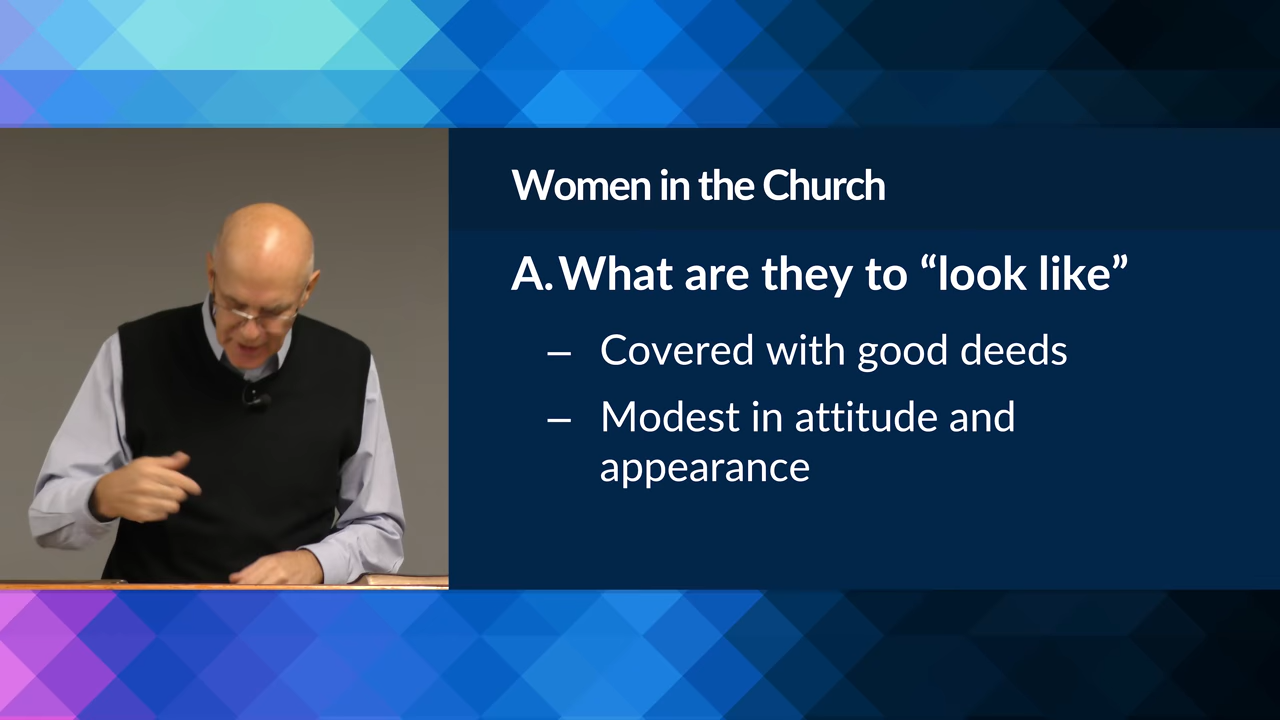 Women in the Church
A. What are they to “look like”
– Covered with good deeds
– Modest in attitude and
appearance